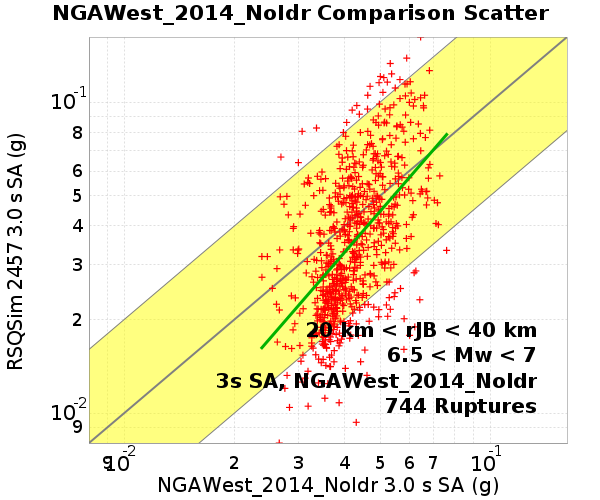 NGAWest_2014_NoIdr Comparison Scatter
RSQSim 2457 3.0 s SA (g)
10-1
8
6
5
4
3
2
10-2
9
20 km < rJB < 40 km
6.5 < Mw < 7
3s SA, NGAWest_2014_NoIdr
744 Ruptures
9 10-2 2 3 4 5 6 7 10-1
NGAWest_2014_NoIdr 3.0 s SA (g)